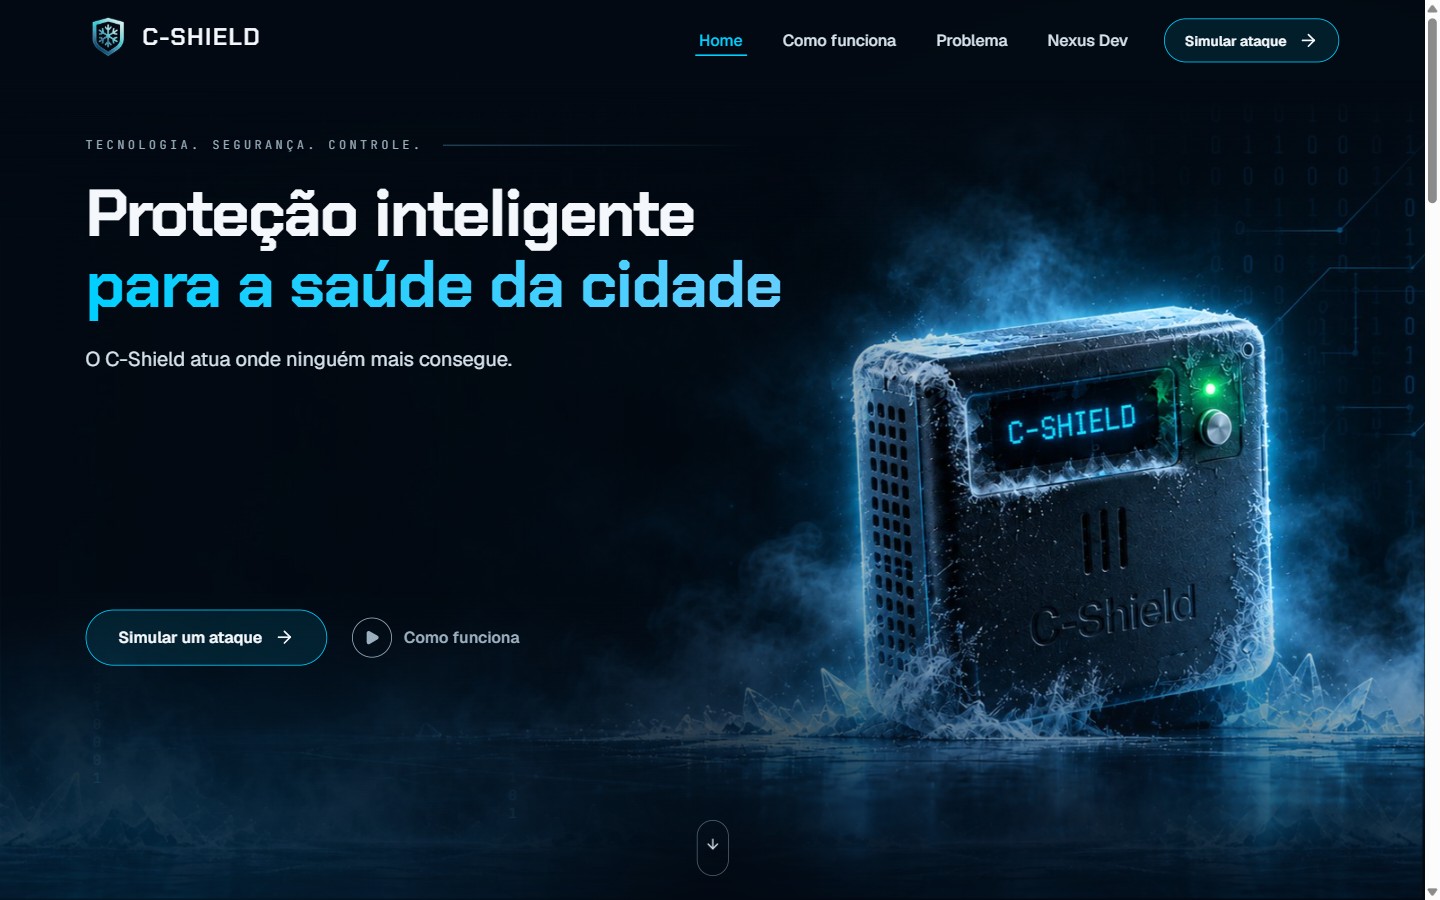 C-SHIELD
Home
Como funciona
Problema
Nexus Dev
Simular ataque
TECNOLOGIA. SEGURANÇA. CONTROLE.
Proteção inteligente
para a saúde da cidade
O C-Shield atua onde ninguém mais consegue.
C-SHIELD
C-Shield
Simular um ataque
Como funciona